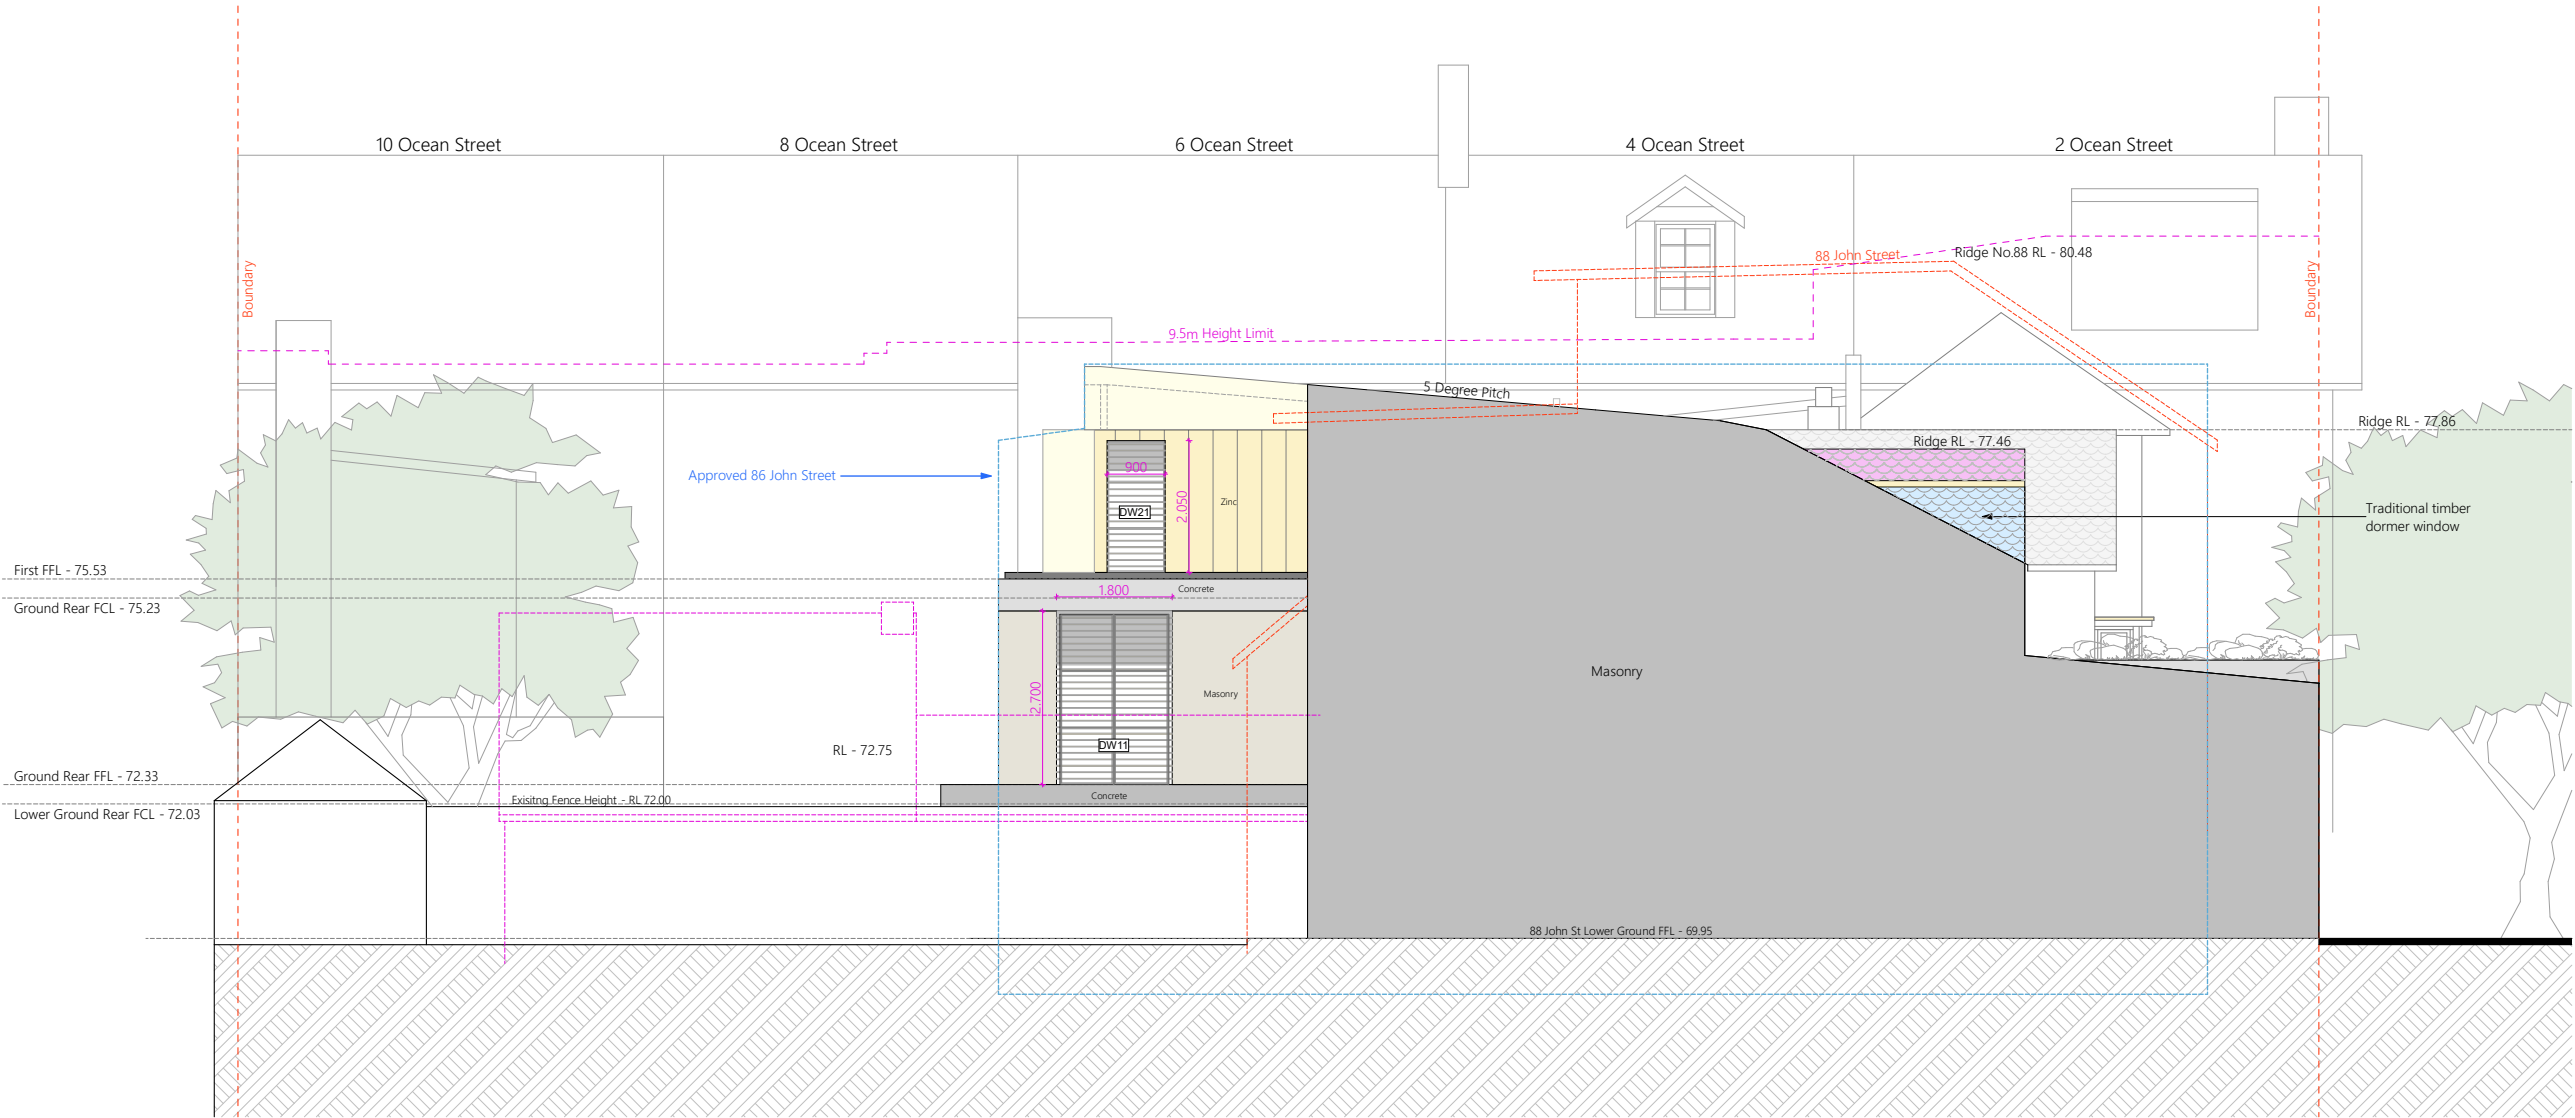 10 Ocean Street
8 Ocean Street
6 Ocean Street
4 Ocean Street
2 Ocean Street
Boundary
88 John Street
Ridge No.88 RL - 80.48
Boundary
9.5m Height Limit
5 Degree Pitch
Ridge RL - 77.86
Ridge RL - 77.46
Approved 86 John Street
900
2.050
Zinc
DW21
Traditional timber
dormer window
First FFL - 75.53
Concrete
1.800
Ground Rear FCL - 75.23
Masonry
2.700
Masonry
DW11
RL - 72.75
Ground Rear FFL - 72.33
Exisitng Fence Height - RL 72.00
Concrete
Lower Ground Rear FCL - 72.03
88 John St Lower Ground FFL - 69.95